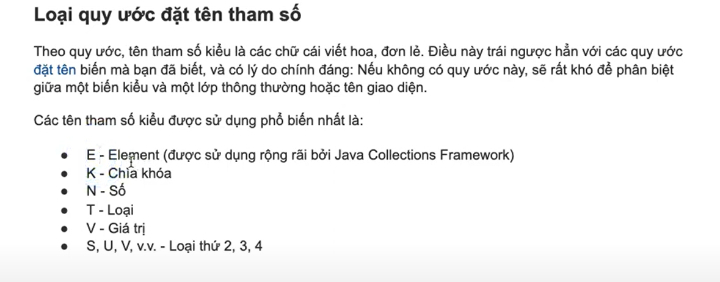 Loại quy ước đặt tên tham số
Theo quy ước, tên tham số kiểu là các chữ cái viết hoa, đơn lẻ. Điều này trái ngược hẳn với các quy ước
đặt tên biến mà bạn đã biết, và có lý do chính đáng: Nếu không có quy ước này, sẽ rất khó để phân biệt
giữa một biến kiểu và một lớp thông thường hoặc tên giao diện.
Các tên tham số kiểu được sử dụng phổ biến nhất là:
● E - Element (được sử dụng rộng rãi bởi Java Collections Framework)
● K - Chìa khóa
● N - Số
● T - Loại
● V - Giá trị
● S, U, V, v.v. - Loại thứ 2, 3, 4